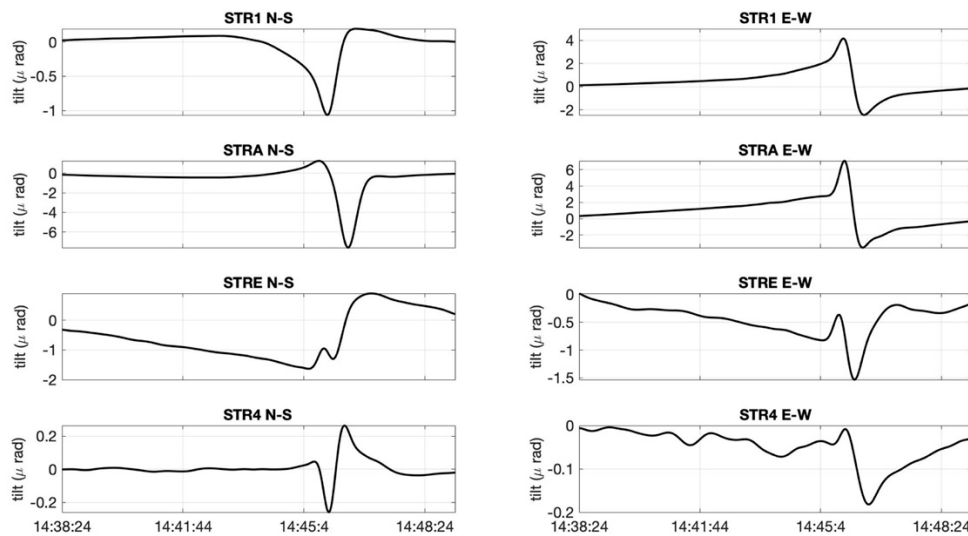 STR1 N-S
tilt (μ rad)
0
-0.5
-1
STR1 E-W
tilt (μ rad)
4
2
0
-2
STRA N-S
tilt (μ rad)
0
-2
-4
-6
STRA E-W
tilt (μ rad)
6
4
2
0
-2
STRE N-S
tilt (μ rad)
0
-1
-2
STRE E-W
tilt (μ rad)
0
-0.5
-1
-1.5
STR4 N-S
tilt (μ rad)
0.2
0
-0.2
14:38:24 14:41:44 14:45:4 14:48:24
STR4 E-W
tilt (μ rad)
0
-0.1
-0.2
14:38:24 14:41:44 14:45:4 14:48:24